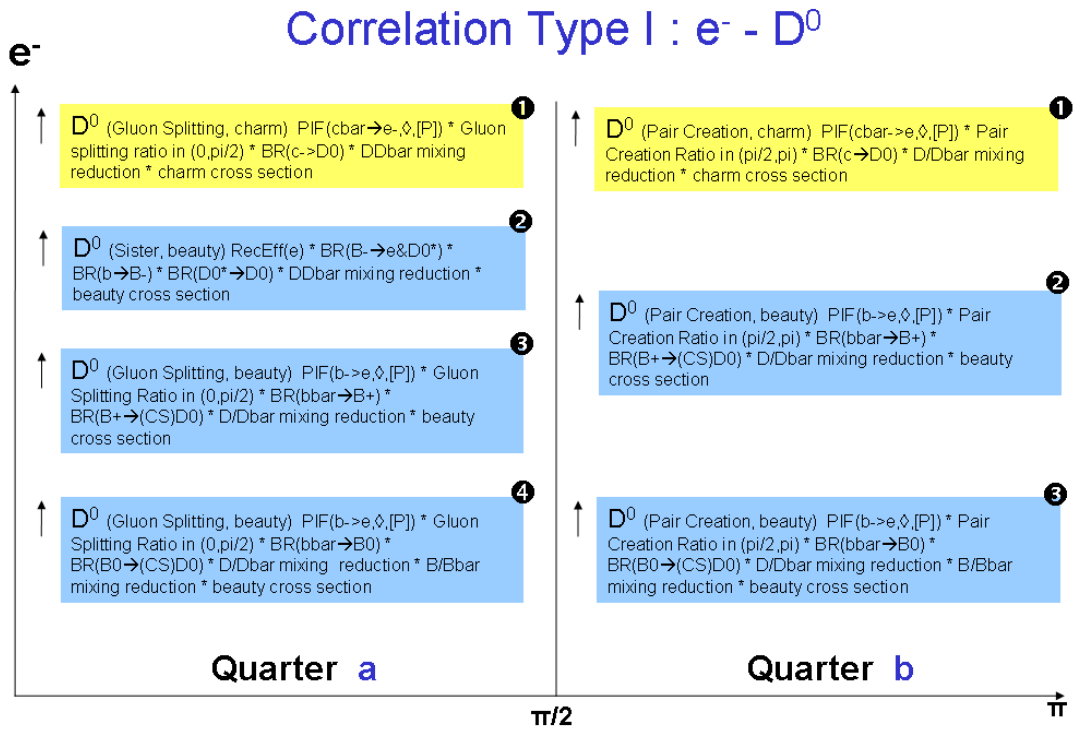 Correlation Type I : e⁻ - D⁰
e⁻
❶
D⁰ (Gluon Splitting, charm) PIF(cbar➔e-,◊,[P]) * Gluon
splitting ratio in (0,pi/2) * BR(c->D0) * DDbar mixing
reduction * charm cross section
❷
D⁰ (Sister, beauty) RecEff(e) * BR(B-➔e&D0*) *
BR(b➔B-) * BR(D0*➔D0) * DDbar mixing reduction *
beauty cross section
❸
D⁰ (Gluon Splitting, beauty) PIF(b->e,◊,[P]) * Gluon
Splitting Ratio in (0,pi/2) * BR(bbar➔B+) *
BR(B+➔(CS)D0) * D/Dbar mixing reduction * beauty
cross section
❹
D⁰ (Gluon Splitting, beauty) PIF(b->e,◊,[P]) * Gluon
Splitting Ratio in (0,pi/2) * BR(bbar➔B0) *
BR(B0➔(CS)D0) * D/Dbar mixing reduction * B/Bbar
mixing reduction * beauty cross section
Quarter a
❶
D⁰ (Pair Creation, charm) PIF(cbar->e,◊,[P]) * Pair
Creation Ratio in (pi/2,pi) * BR(c➔D0) * D/Dbar mixing
reduction * charm cross section
❷
D⁰ (Pair Creation, beauty) PIF(b->e,◊,[P]) * Pair
Creation Ratio in (pi/2,pi) * BR(bbar➔B+) *
BR(B+➔(CS)D0) * D/Dbar mixing reduction * beauty
cross section
❸
D⁰ (Pair Creation, beauty) PIF(b->e,◊,[P]) * Pair
Creation Ratio in (pi/2,pi) * BR(bbar➔B0) *
BR(B0➔(CS)D0) * D/Dbar mixing reduction * B/Bbar
mixing reduction * beauty cross section
Quarter b
π/2
π